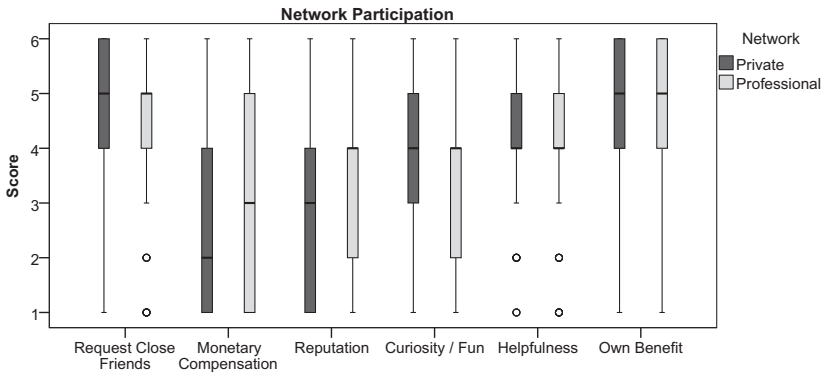 Network Participation
Network
Private
Professional
Score
6
5
4
3
2
1
Request Close
Friends
Monetary
Compensation
Reputation
Curiosity / Fun
Helpfulness
Own Benefit